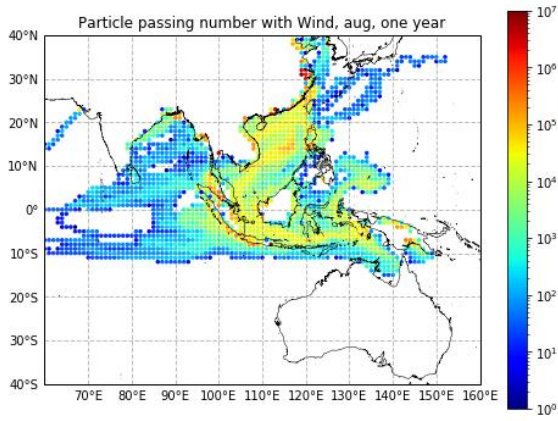 Particle passing number with Wind, aug, one year
40°N
30°N
20°N
10°N
0°
10°S
20°S
30°S
40°S
70°E 80°E 90°E 100°E 110°E 120°E 130°E 140°E 150°E 160°E
10⁷
10⁶
10⁵
10⁴
10³
10²
10¹
10⁰